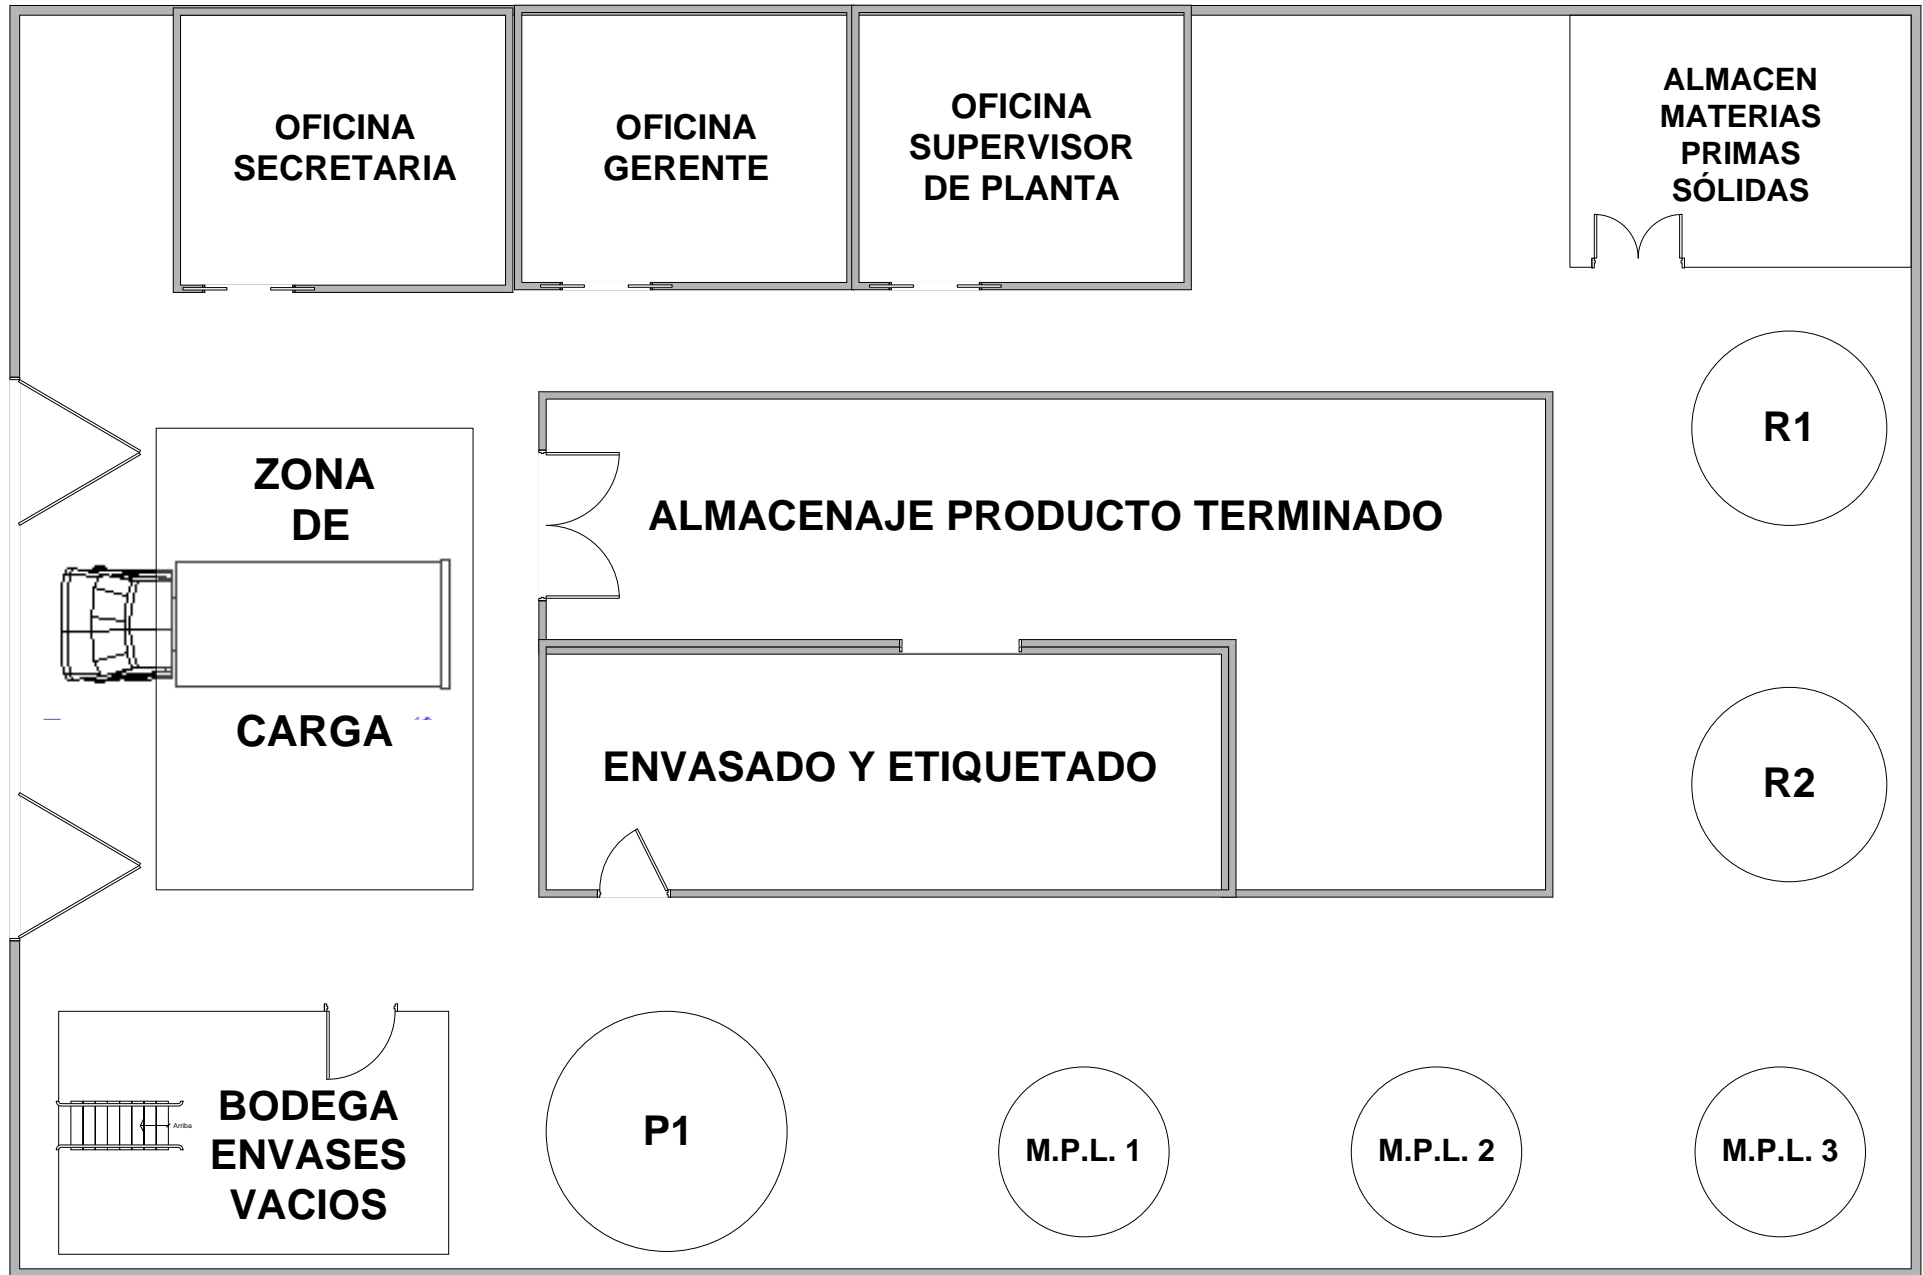 OFICINA
SECRETARIA
OFICINA
GERENTE
OFICINA
SUPERVISOR
DE PLANTA
ALMACEN
MATERIAS
PRIMAS
SÓLIDAS
R1
ZONA
DE
CARGA
ALMACENAJE PRODUCTO TERMINADO
ENVASADO Y ETIQUETADO
R2
BODEGA
ENVASES
VACIOS
Arriba
P1
M.P.L. 1
M.P.L. 2
M.P.L. 3